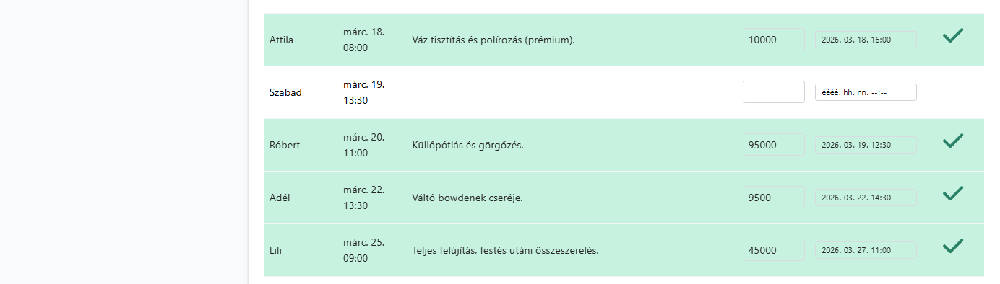 Attila
márc. 18.
08:00
Váz tisztítás és polírozás (prémium).
10000
2026. 03. 18. 16:00
Szabad
márc. 19.
13:30
éééé. hh. nn. --:--
Róbert
márc. 20.
11:00
Küllőpótlás és görgőzés.
95000
2026. 03. 19. 12:30
Adél
márc. 22.
13:30
Váltó bowdenek cseréje.
9500
2026. 03. 22. 14:30
Lili
márc. 25.
09:00
Teljes felújítás, festés utáni összeszerelés.
45000
2026. 03. 27. 11:00